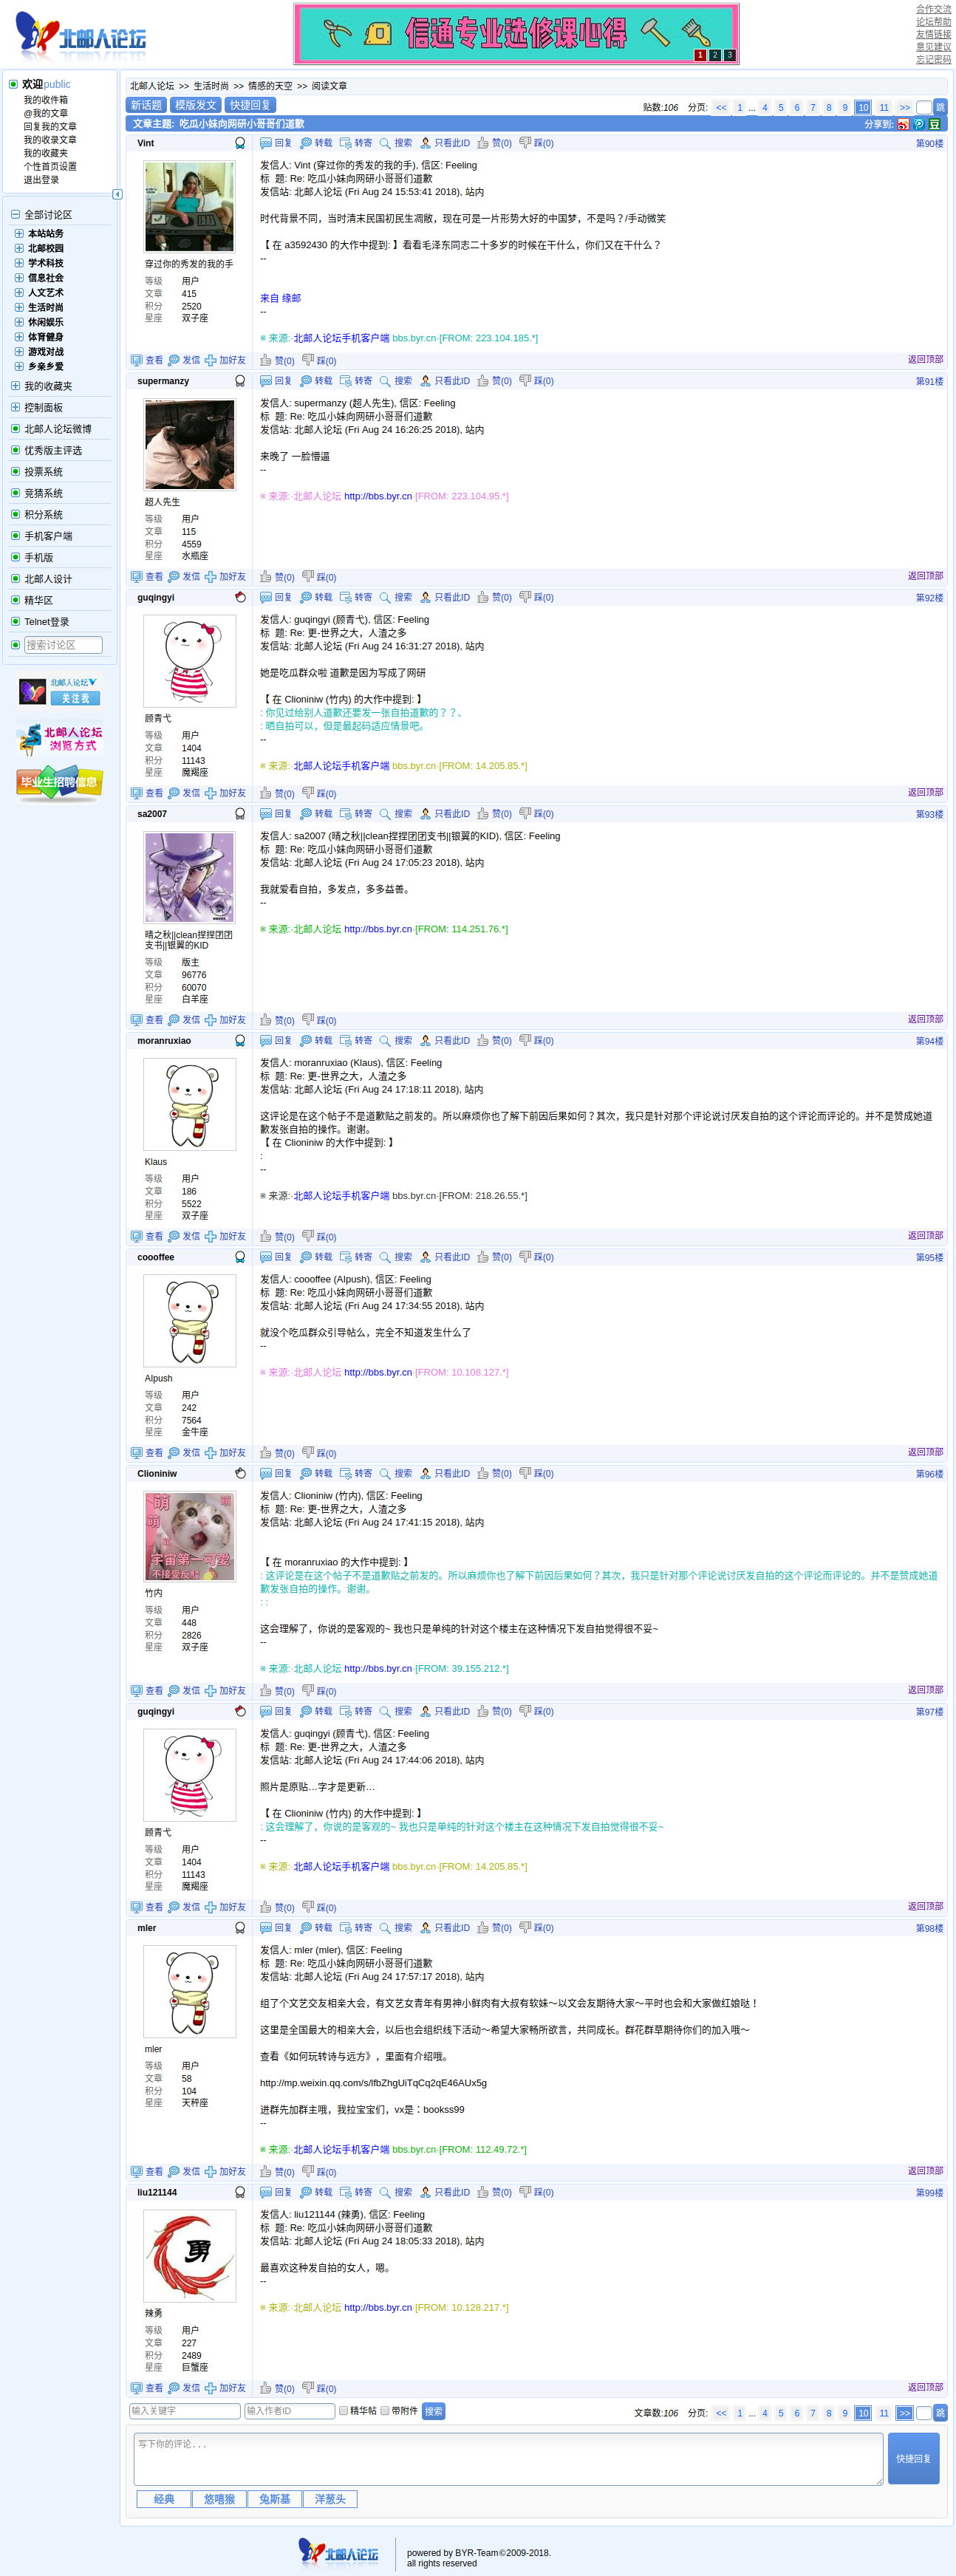 北邮人论坛
信通专业选修课心得
1 2 3
合作交流
论坛帮助
友情链接
意见建议
忘记密码
欢迎public
我的收件箱
@我的文章
回复我的文章
我的收录文章
我的收藏夹
个性首页设置
退出登录
全部讨论区
本站站务
北邮校园
学术科技
信息社会
人文艺术
生活时尚
休闲娱乐
体育健身
游戏对战
乡亲乡爱
我的收藏夹
控制面板
北邮人论坛微博
优秀版主评选
投票系统
竞猜系统
积分系统
手机客户端
手机版
北邮人设计
精华区
Telnet登录
搜索讨论区
北邮人论坛
关注我
北邮人论坛
浏览方式
毕业生招聘信息
北邮人论坛 >> 生活时尚 >> 情感的天空 >> 阅读文章
新话题 模版发文 快捷回复
贴数:106 分页: << 1 ... 4 5 6 7 8 9 10 11 >> 跳
文章主题: 吃瓜小妹向网研小哥哥们道歉
分享到: 豆
Vint
回复 转载 转寄 搜索 只看此ID 赞(0) 踩(0) 第90楼
穿过你的秀发的我的手
等级 用户
文章 415
积分 2520
星座 双子座
发信人: Vint (穿过你的秀发的我的手), 信区: Feeling
标 题: Re: 吃瓜小妹向网研小哥哥们道歉
发信站: 北邮人论坛 (Fri Aug 24 15:53:41 2018), 站内
时代背景不同，当时清末民国初民生凋敝，现在可是一片形势大好的中国梦，不是吗？/手动微笑
【 在 a3592430 的大作中提到: 】看看毛泽东同志二十多岁的时候在干什么，你们又在干什么？
--
来自 缘邮
--
※ 来源:·北邮人论坛手机客户端 bbs.byr.cn·[FROM: 223.104.185.*]
查看 发信 加好友 赞(0) 踩(0) 返回顶部
supermanzy
回复 转载 转寄 搜索 只看此ID 赞(0) 踩(0) 第91楼
超人先生
等级 用户
文章 115
积分 4559
星座 水瓶座
发信人: supermanzy (超人先生), 信区: Feeling
标 题: Re: 吃瓜小妹向网研小哥哥们道歉
发信站: 北邮人论坛 (Fri Aug 24 16:26:25 2018), 站内
来晚了 一脸懵逼
--
※ 来源:·北邮人论坛 http://bbs.byr.cn·[FROM: 223.104.95.*]
查看 发信 加好友 赞(0) 踩(0) 返回顶部
guqingyi
回复 转载 转寄 搜索 只看此ID 赞(0) 踩(0) 第92楼
顾青弋
等级 用户
文章 1404
积分 11143
星座 魔羯座
发信人: guqingyi (顾青弋), 信区: Feeling
标 题: Re: 更-世界之大，人渣之多
发信站: 北邮人论坛 (Fri Aug 24 16:31:27 2018), 站内
她是吃瓜群众啦 道歉是因为写成了网研
【 在 Clioniniw (竹内) 的大作中提到: 】
: 你见过给别人道歉还要发一张自拍道歉的？？、
: 晒自拍可以，但是最起码适应情景吧。
--
※ 来源:·北邮人论坛手机客户端 bbs.byr.cn·[FROM: 14.205.85.*]
查看 发信 加好友 赞(0) 踩(0) 返回顶部
sa2007
回复 转载 转寄 搜索 只看此ID 赞(0) 踩(0) 第93楼
晴之秋||clean捏捏团团
支书||银翼的KID
等级 版主
文章 96776
积分 60070
星座 白羊座
发信人: sa2007 (晴之秋||clean捏捏团团支书||银翼的KID), 信区: Feeling
标 题: Re: 吃瓜小妹向网研小哥哥们道歉
发信站: 北邮人论坛 (Fri Aug 24 17:05:23 2018), 站内
我就爱看自拍，多发点，多多益善。
--
※ 来源:·北邮人论坛 http://bbs.byr.cn·[FROM: 114.251.76.*]
查看 发信 加好友 赞(0) 踩(0) 返回顶部
moranruxiao
回复 转载 转寄 搜索 只看此ID 赞(0) 踩(0) 第94楼
Klaus
等级 用户
文章 186
积分 5522
星座 双子座
发信人: moranruxiao (Klaus), 信区: Feeling
标 题: Re: 更-世界之大，人渣之多
发信站: 北邮人论坛 (Fri Aug 24 17:18:11 2018), 站内
这评论是在这个帖子不是道歉贴之前发的。所以麻烦你也了解下前因后果如何？其次，我只是针对那个评论说讨厌发自拍的这个评论而评论的。并不是赞成她道
歉发张自拍的操作。谢谢。
【 在 Clioniniw 的大作中提到: 】
:
--
※ 来源:·北邮人论坛手机客户端 bbs.byr.cn·[FROM: 218.26.55.*]
查看 发信 加好友 赞(0) 踩(0) 返回顶部
coooffee
回复 转载 转寄 搜索 只看此ID 赞(0) 踩(0) 第95楼
AIpush
等级 用户
文章 242
积分 7564
星座 金牛座
发信人: coooffee (AIpush), 信区: Feeling
标 题: Re: 吃瓜小妹向网研小哥哥们道歉
发信站: 北邮人论坛 (Fri Aug 24 17:34:55 2018), 站内
就没个吃瓜群众引导帖么，完全不知道发生什么了
--
※ 来源:·北邮人论坛 http://bbs.byr.cn·[FROM: 10.108.127.*]
查看 发信 加好友 赞(0) 踩(0) 返回顶部
Clioniniw
回复 转载 转寄 搜索 只看此ID 赞(0) 踩(0) 第96楼
萌 萌
萌
宇宙第一可爱
不接受反驳
竹内
等级 用户
文章 448
积分 2826
星座 双子座
发信人: Clioniniw (竹内), 信区: Feeling
标 题: Re: 更-世界之大，人渣之多
发信站: 北邮人论坛 (Fri Aug 24 17:41:15 2018), 站内
【 在 moranruxiao 的大作中提到: 】
: 这评论是在这个帖子不是道歉贴之前发的。所以麻烦你也了解下前因后果如何？其次，我只是针对那个评论说讨厌发自拍的这个评论而评论的。并不是赞成她道
歉发张自拍的操作。谢谢。
: :
这会理解了，你说的是客观的~ 我也只是单纯的针对这个楼主在这种情况下发自拍觉得很不妥~
--
※ 来源:·北邮人论坛 http://bbs.byr.cn·[FROM: 39.155.212.*]
查看 发信 加好友 赞(0) 踩(0) 返回顶部
guqingyi
回复 转载 转寄 搜索 只看此ID 赞(0) 踩(0) 第97楼
顾青弋
等级 用户
文章 1404
积分 11143
星座 魔羯座
发信人: guqingyi (顾青弋), 信区: Feeling
标 题: Re: 更-世界之大，人渣之多
发信站: 北邮人论坛 (Fri Aug 24 17:44:06 2018), 站内
照片是原贴…字才是更新…
【 在 Clioniniw (竹内) 的大作中提到: 】
: 这会理解了，你说的是客观的~ 我也只是单纯的针对这个楼主在这种情况下发自拍觉得很不妥~
--
※ 来源:·北邮人论坛手机客户端 bbs.byr.cn·[FROM: 14.205.85.*]
查看 发信 加好友 赞(0) 踩(0) 返回顶部
mler
回复 转载 转寄 搜索 只看此ID 赞(0) 踩(0) 第98楼
mler
等级 用户
文章 58
积分 104
星座 天秤座
发信人: mler (mler), 信区: Feeling
标 题: Re: 吃瓜小妹向网研小哥哥们道歉
发信站: 北邮人论坛 (Fri Aug 24 17:57:17 2018), 站内
组了个文艺交友相亲大会，有文艺女青年有男神小鲜肉有大叔有软妹～以文会友期待大家～平时也会和大家做红娘哒！
这里是全国最大的相亲大会，以后也会组织线下活动～希望大家畅所欲言，共同成长。群花群草期待你们的加入哦～
查看《如何玩转诗与远方》，里面有介绍哦。
http://mp.weixin.qq.com/s/lfbZhgUiTqCq2qE46AUx5g
进群先加群主哦，我拉宝宝们，vx是：bookss99
--
※ 来源:·北邮人论坛手机客户端 bbs.byr.cn·[FROM: 112.49.72.*]
查看 发信 加好友 赞(0) 踩(0) 返回顶部
liu121144
回复 转载 转寄 搜索 只看此ID 赞(0) 踩(0) 第99楼
勇
辣勇
等级 用户
文章 227
积分 2489
星座 巨蟹座
发信人: liu121144 (辣勇), 信区: Feeling
标 题: Re: 吃瓜小妹向网研小哥哥们道歉
发信站: 北邮人论坛 (Fri Aug 24 18:05:33 2018), 站内
最喜欢这种发自拍的女人，嗯。
--
※ 来源:·北邮人论坛 http://bbs.byr.cn·[FROM: 10.128.217.*]
查看 发信 加好友 赞(0) 踩(0) 返回顶部
输入关键字 输入作者ID 精华帖 带附件 搜索
文章数:106 分页: << 1 ... 4 5 6 7 8 9 10 11 >> 跳
写下你的评论...
快捷回复
经典 悠嘻猴 兔斯基 洋葱头
北邮人论坛
powered by BYR-Team©2009-2018.
all rights reserved